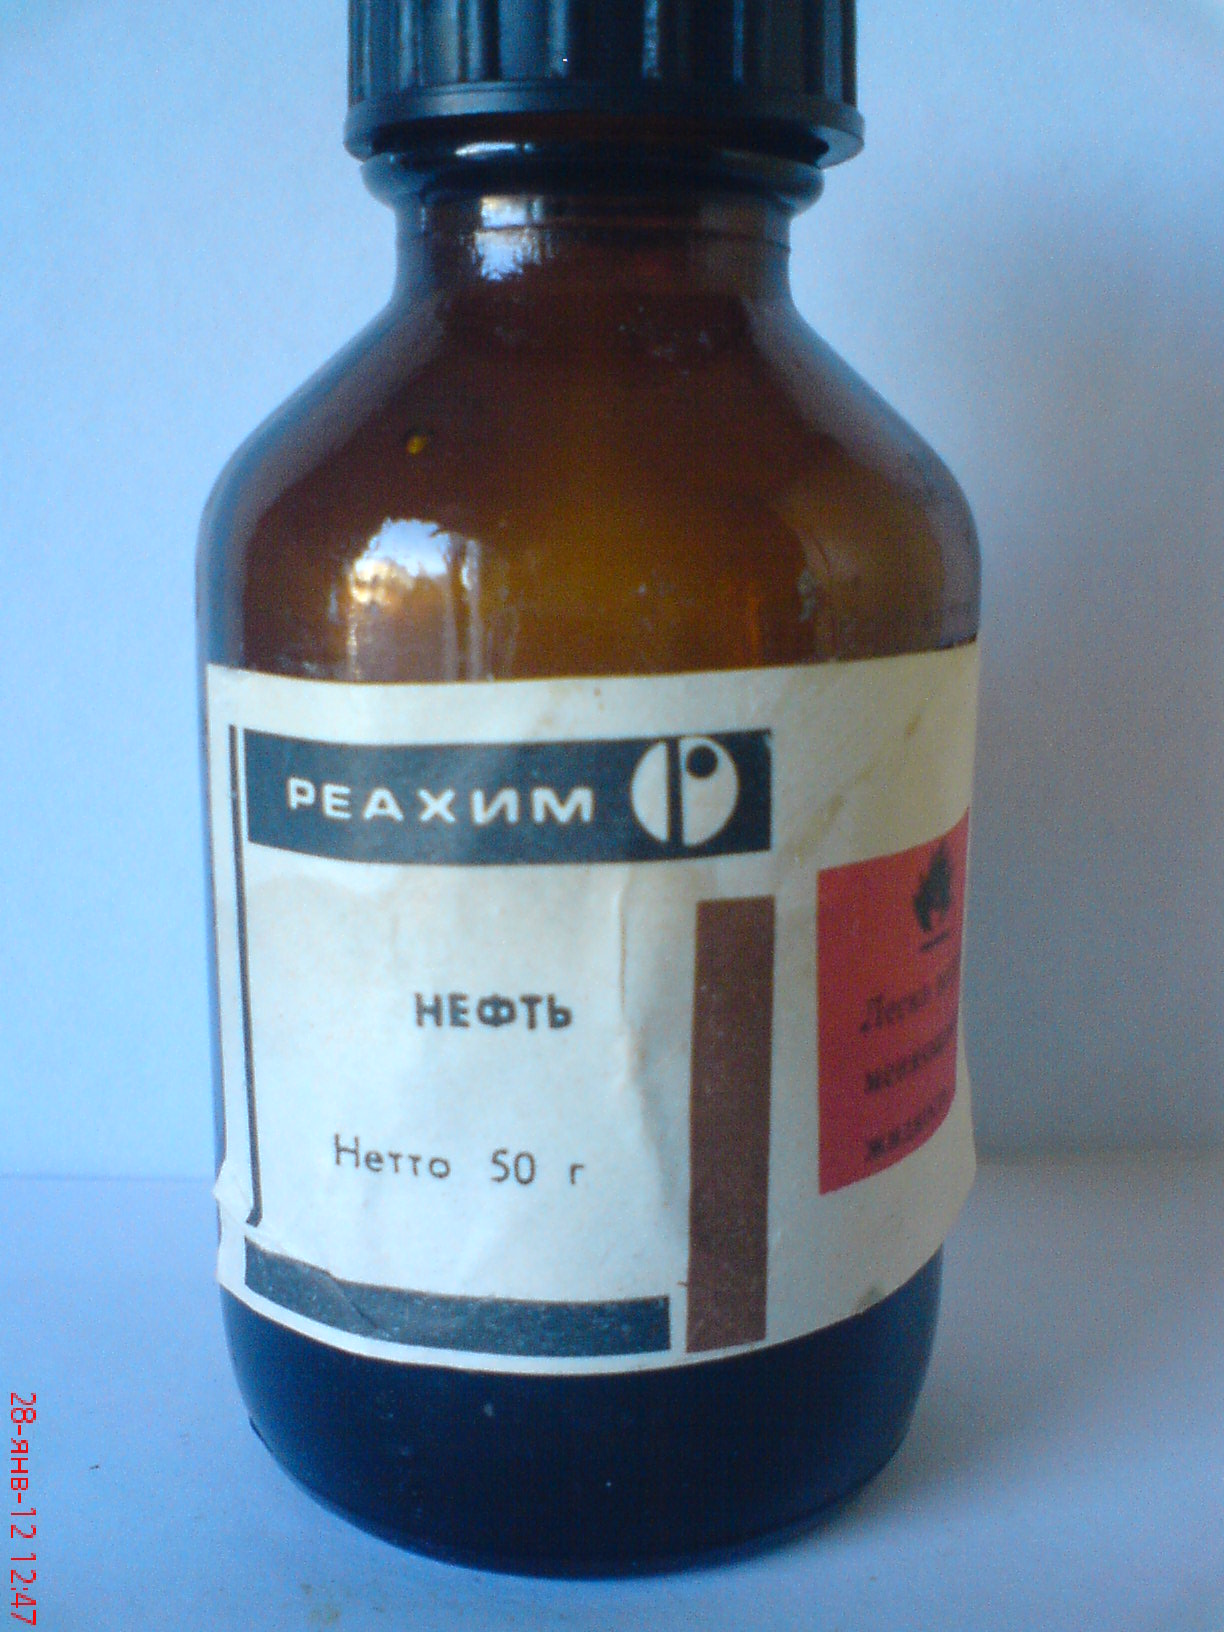 РЕАХИМ
НЕФТЬ
Нетто 50 г
28-янв-12 12:47